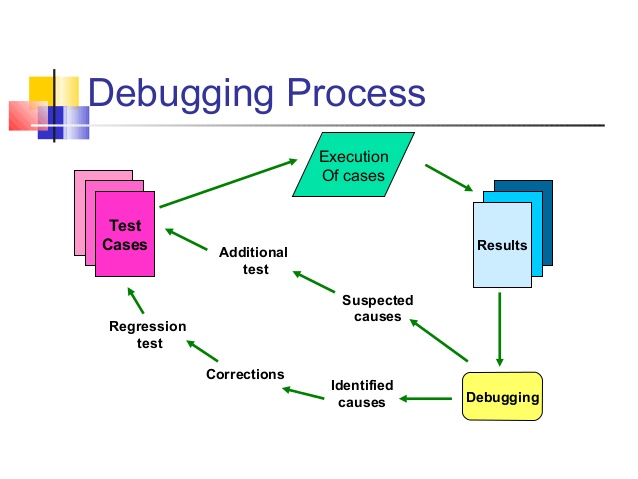 Debugging Process
Execution
Of cases
Test
Cases
Results
Additional
test
Suspected
causes
Regression
test
Corrections
Identified
causes
Debugging